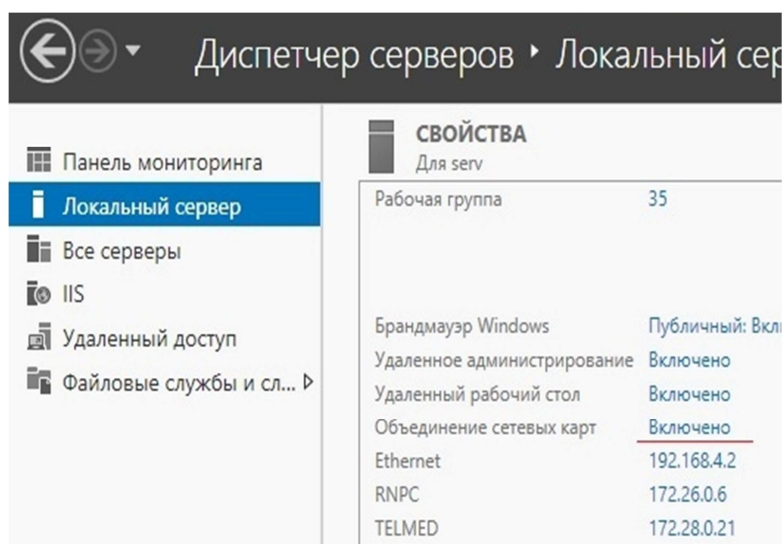 Диспетчер серверов ‣ Локальный сер
Панель мониторинга
Локальный сервер
Все серверы
IIS
Удаленный доступ
Файловые службы и сл...
СВОЙСТВА
Для serv
Рабочая группа 35
Брандмауэр Windows Публичный: Вкл
Удаленное администрирование Включено
Удаленный рабочий стол Включено
Объединение сетевых карт Включено
Ethernet 192.168.4.2
RNPC 172.26.0.6
TELMED 172.28.0.21